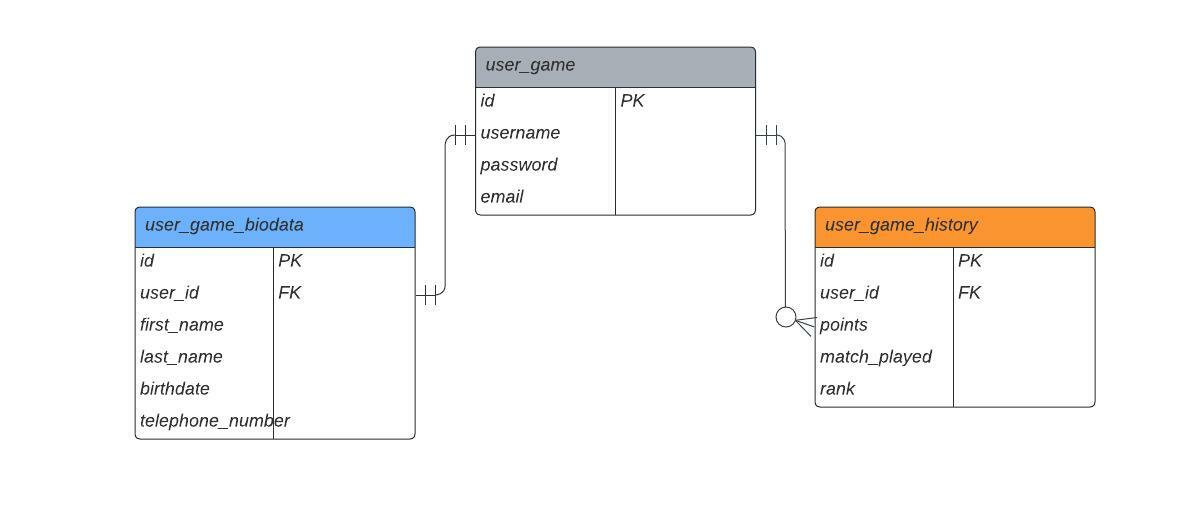 user_game
id PK
username
password
email
user_game_biodata
id PK
user_id FK
first_name
last_name
birthdate
telephone_number
user_game_history
id PK
user_id FK
points
match_played
rank